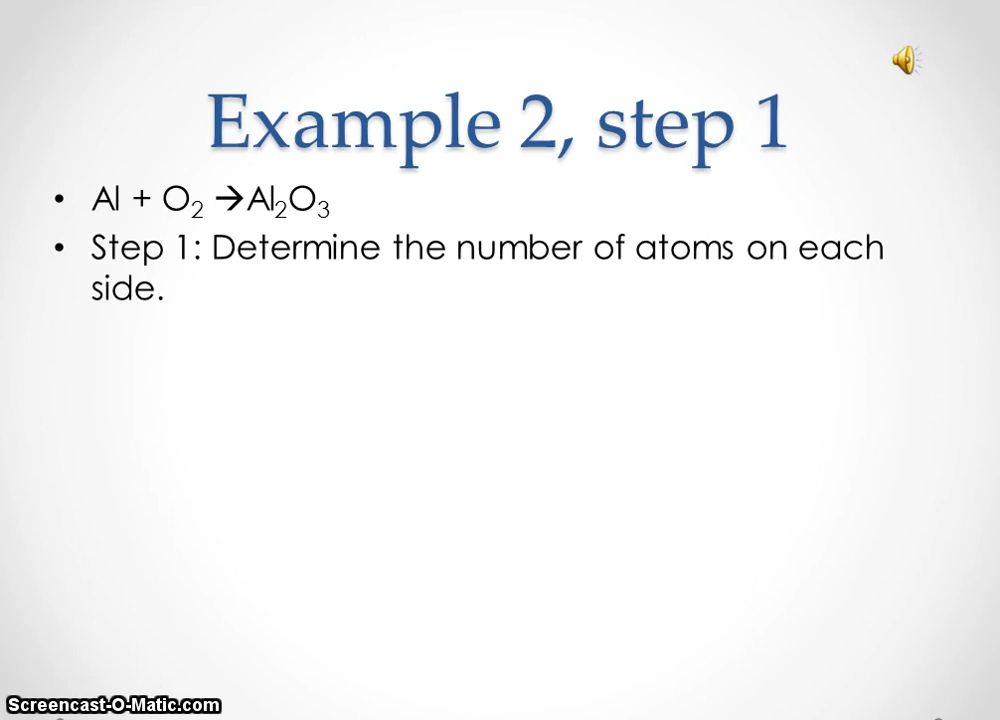 Example 2, step 1
• Al + O₂ →Al₂O₃
• Step 1: Determine the number of atoms on each
side.
Screencast-O-Matic.com